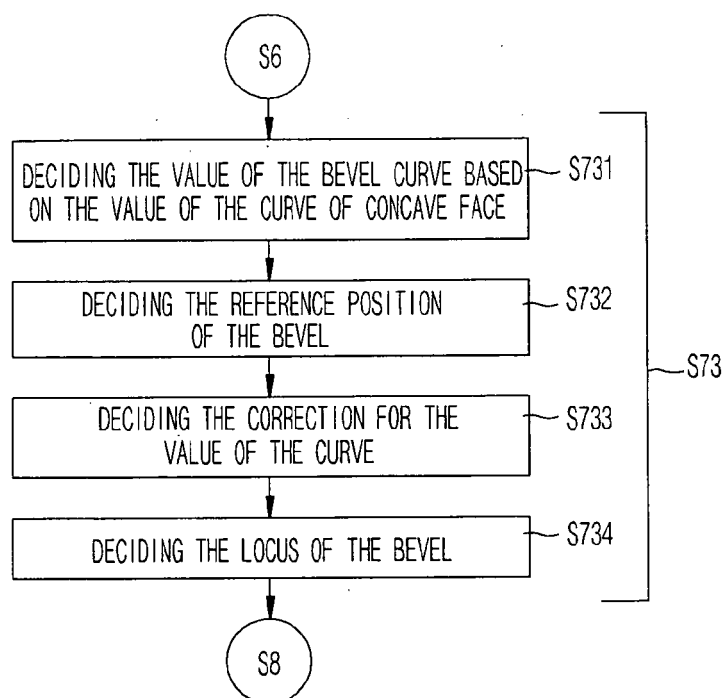 S6
DECIDING THE VALUE OF THE BEVEL CURVE BASED
ON THE VALUE OF THE CURVE OF CONCAVE FACE
S731
DECIDING THE REFERENCE POSITION
OF THE BEVEL
S732
DECIDING THE CORRECTION FOR THE
VALUE OF THE CURVE
S733
DECIDING THE LOCUS OF THE BEVEL
S734
S73
S8